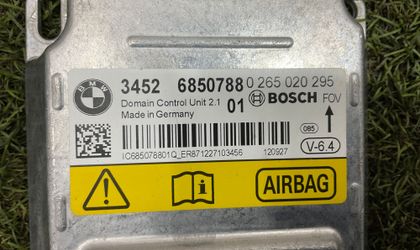 BMW
3452 6850788 0 265 020 295
Domain Control Unit 2.1 01 BOSCH FOV
Made in Germany
085
V-6.4
IC685078801Q_ER871227103456 120927
AIRBAG